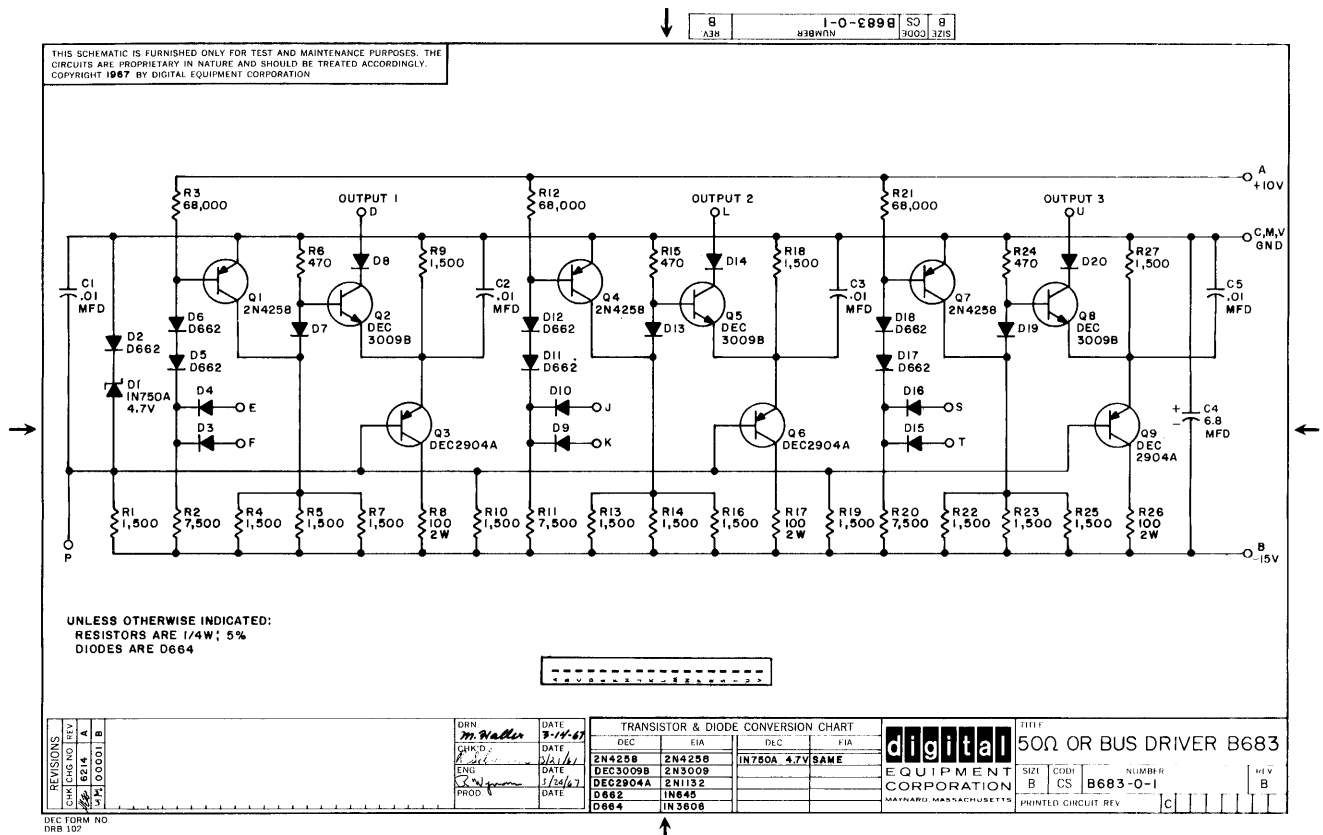 SIZE CODE NUMBER REV
B CS B683-0-1 B
THIS SCHEMATIC IS FURNISHED ONLY FOR TEST AND MAINTENANCE PURPOSES. THE
CIRCUITS ARE PROPRIETARY IN NATURE AND SHOULD BE TREATED ACCORDINGLY.
COPYRIGHT 1967 BY DIGITAL EQUIPMENT CORPORATION
A
+10V
R3
68,000
OUTPUT 1
D
R12
68,000
OUTPUT 2
L
R21
68,000
OUTPUT 3
U
C,M,V
GND
C1
.01
MFD
R6
470
D8
R9
1,500
C2
.01
MFD
R15
470
D14
R18
1,500
C3
.01
MFD
R24
470
D20
R27
1,500
C5
.01
MFD
Q1
2N4258
Q2
DEC
3009B
Q4
2N4258
Q5
DEC
3009B
Q7
2N4258
Q8
DEC
3009B
D2
D662
D6
D662
D7
D12
D662
D13
D18
D662
D19
D5
D662
D11
D662
D17
D662
D1
IN750A
4.7V
D4
E
D3
F
Q3
DEC2904A
D10
J
D9
K
Q6
DEC2904A
D16
S
D15
T
Q9
DEC
2904A
+
−
C4
6.8
MFD
R1
1,500
R2
7,500
R4
1,500
R5
1,500
R7
1,500
R8
100
2W
R10
1,500
R11
7,500
R13
1,500
R14
1,500
R16
1,500
R17
100
2W
R19
1,500
R20
7,500
R22
1,500
R23
1,500
R25
1,500
R26
100
2W
P
B
-15V
UNLESS OTHERWISE INDICATED:
RESISTORS ARE 1/4W; 5%
DIODES ARE D664
REVISIONS
CHK CHG NO REV
6214 A
00001 B
DRN
M. Waller
DATE
3-14-67
CHK'D
DATE
ENG
DATE
3/20/67
PROD
DATE
TRANSISTOR & DIODE CONVERSION CHART
DEC EIA DEC EIA
2N4258 2N4258 IN750A 4.7V SAME
DEC3009B 2N3009
DEC2904A 2N1132
D662 IN645
D664 IN3606
digital
EQUIPMENT
CORPORATION
MAYNARD, MASSACHUSETTS
TITLE
50Ω OR BUS DRIVER B683
SIZE CODE NUMBER REV
B CS B683-0-1 B
PRINTED CIRCUIT REV C
DEC FORM NO
DRB 102